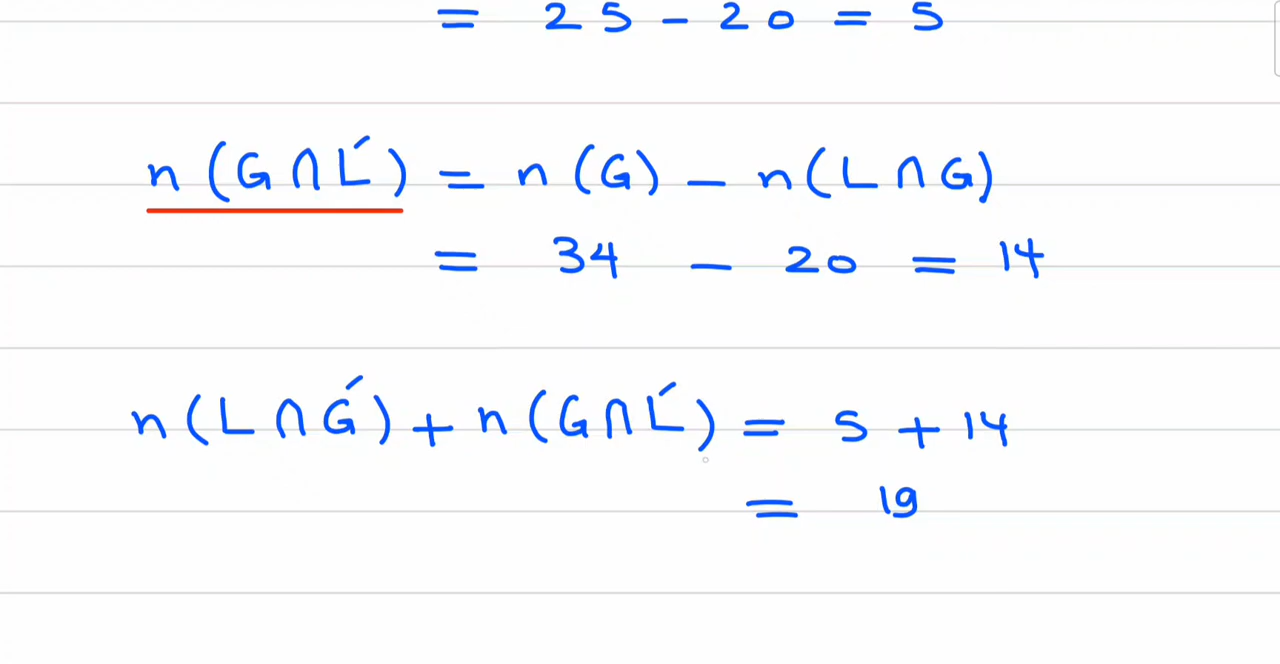 = 25 - 20 = 5
n(G∩L′) = n(G) - n(L∩G)
= 34 - 20 = 14
n(L∩G′) + n(G∩L′) = 5 + 14
= 19